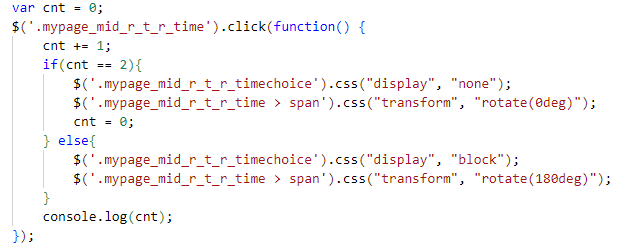 var cnt = 0;
$('.mypage_mid_r_t_r_time').click(function() {
    cnt += 1;
    if(cnt == 2){
        $('.mypage_mid_r_t_r_timechoice').css("display", "none");
        $('.mypage_mid_r_t_r_time > span').css("transform", "rotate(0deg)");
        cnt = 0;
    } else{
        $('.mypage_mid_r_t_r_timechoice').css("display", "block");
        $('.mypage_mid_r_t_r_time > span').css("transform", "rotate(180deg)");
    }
    console.log(cnt);
});